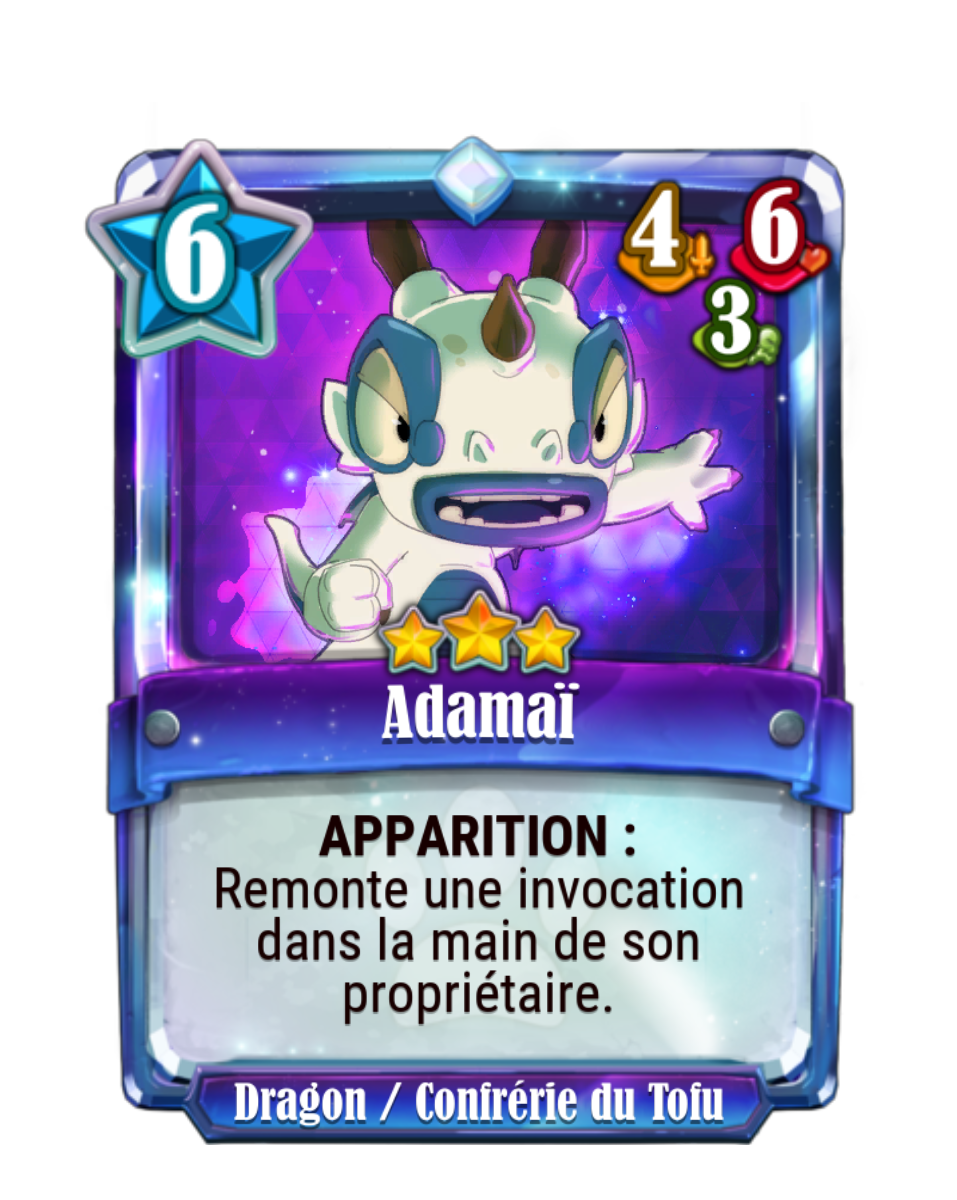 6
4
6
3
Adamaï
APPARITION :
Remonte une invocation
dans la main de son
propriétaire.
Dragon / Confrérie du Tofu